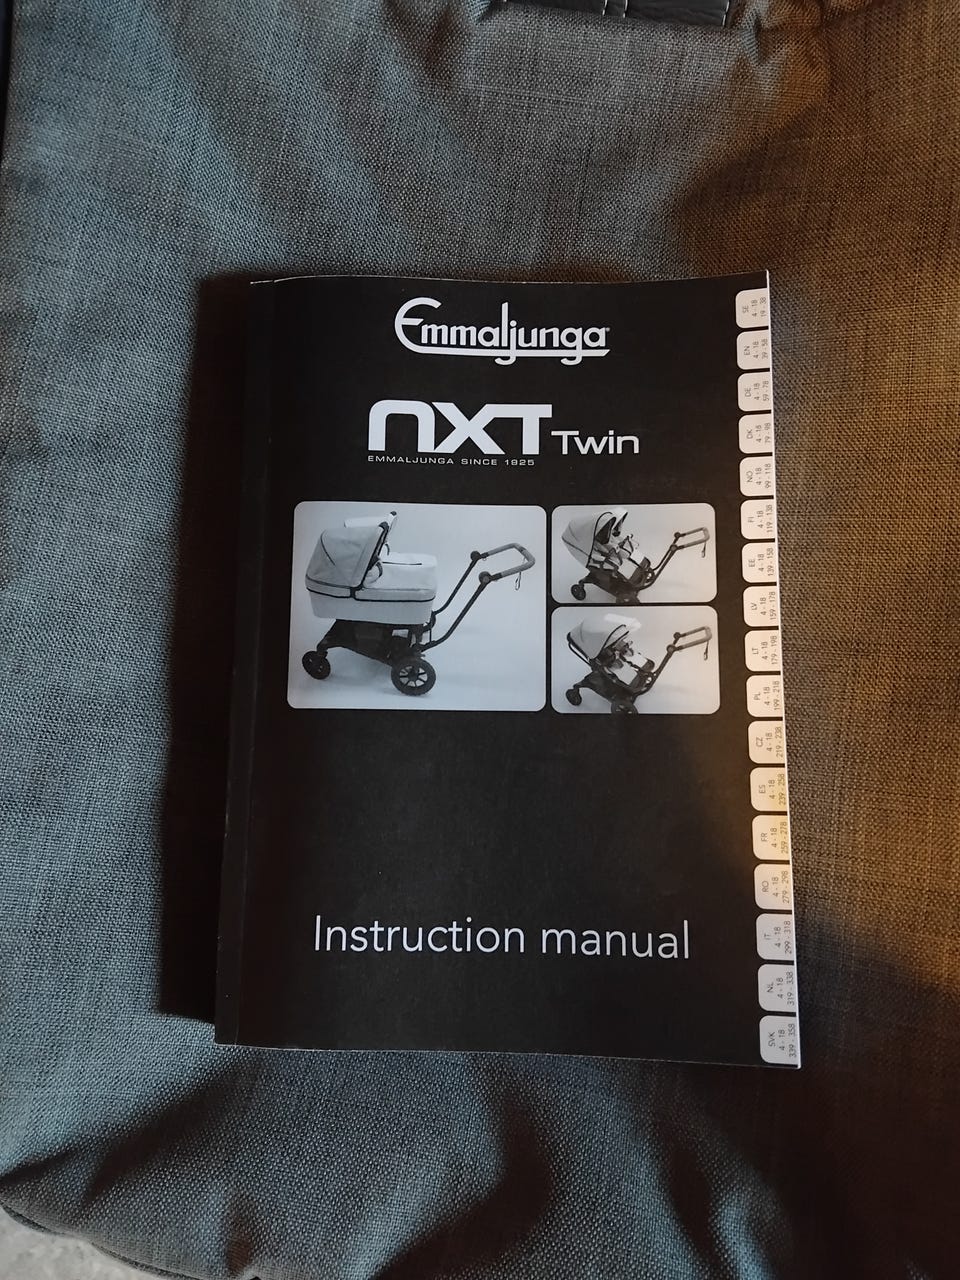 Emmaljunga
NXT Twin
EMMALJUNGA SINCE 1925
Instruction manual
SE
4 - 18
19 - 38
EN
4 - 18
39 - 58
DE
4 - 18
59 - 78
DK
4 - 18
79 - 98
NO
4 - 18
99 - 118
FI
4 - 18
119 - 138
EE
4 - 18
139 - 158
LV
4 - 18
159 - 178
LT
4 - 18
179 - 198
PL
4 - 18
199 - 218
CZ
4 - 18
219 - 238
ES
4 - 18
239 - 258
FR
4 - 18
259 - 278
RO
4 - 18
279 - 298
IT
4 - 18
299 - 318
NL
4 - 18
319 - 338
SVK
4 - 18
339 - 358